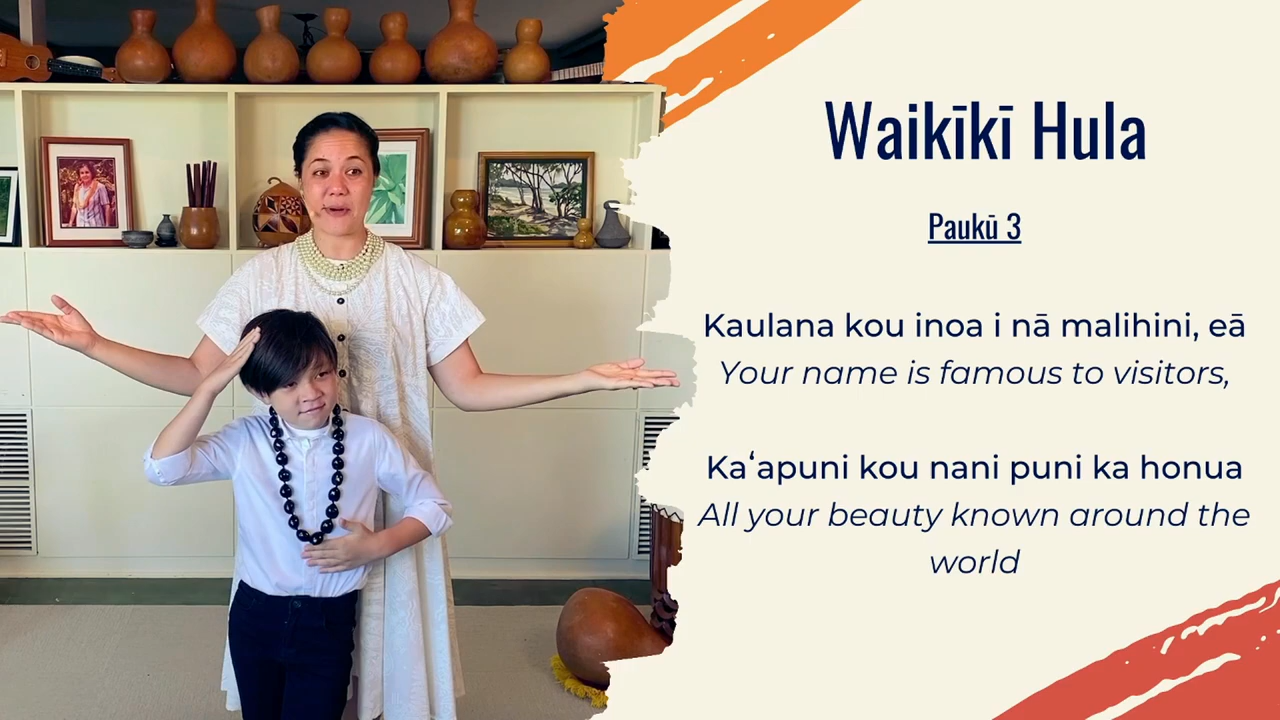 Waikīkī Hula
Paukū 3
Kaulana kou inoa i nā malihini, eā
Your name is famous to visitors,
Kaʻapuni kou nani puni ka honua
All your beauty known around the
world